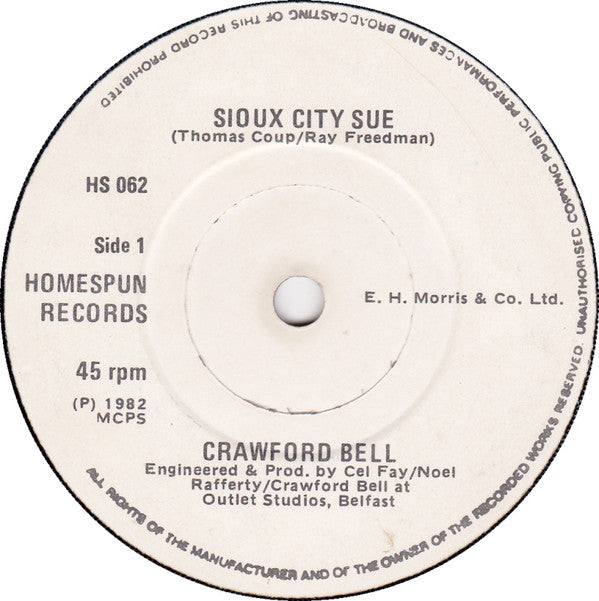 SIOUX CITY SUE
(Thomas Coup/Ray Freedman)
HS 062
Side 1
HOMESPUN
RECORDS
E. H. Morris & Co. Ltd.
45 rpm
(P) 1982
MCPS
CRAWFORD BELL
Engineered & Prod. by Cel Fay/Noel
Rafferty/Crawford Bell at
Outlet Studios, Belfast
ALL RIGHTS OF THE MANUFACTURER AND OF THE OWNER OF THE RECORDED WORKS RESERVED. UNAUTHORISED COPYING PUBLIC PERFORMANCES AND BROADCASTING OF THIS RECORD PROHIBITED